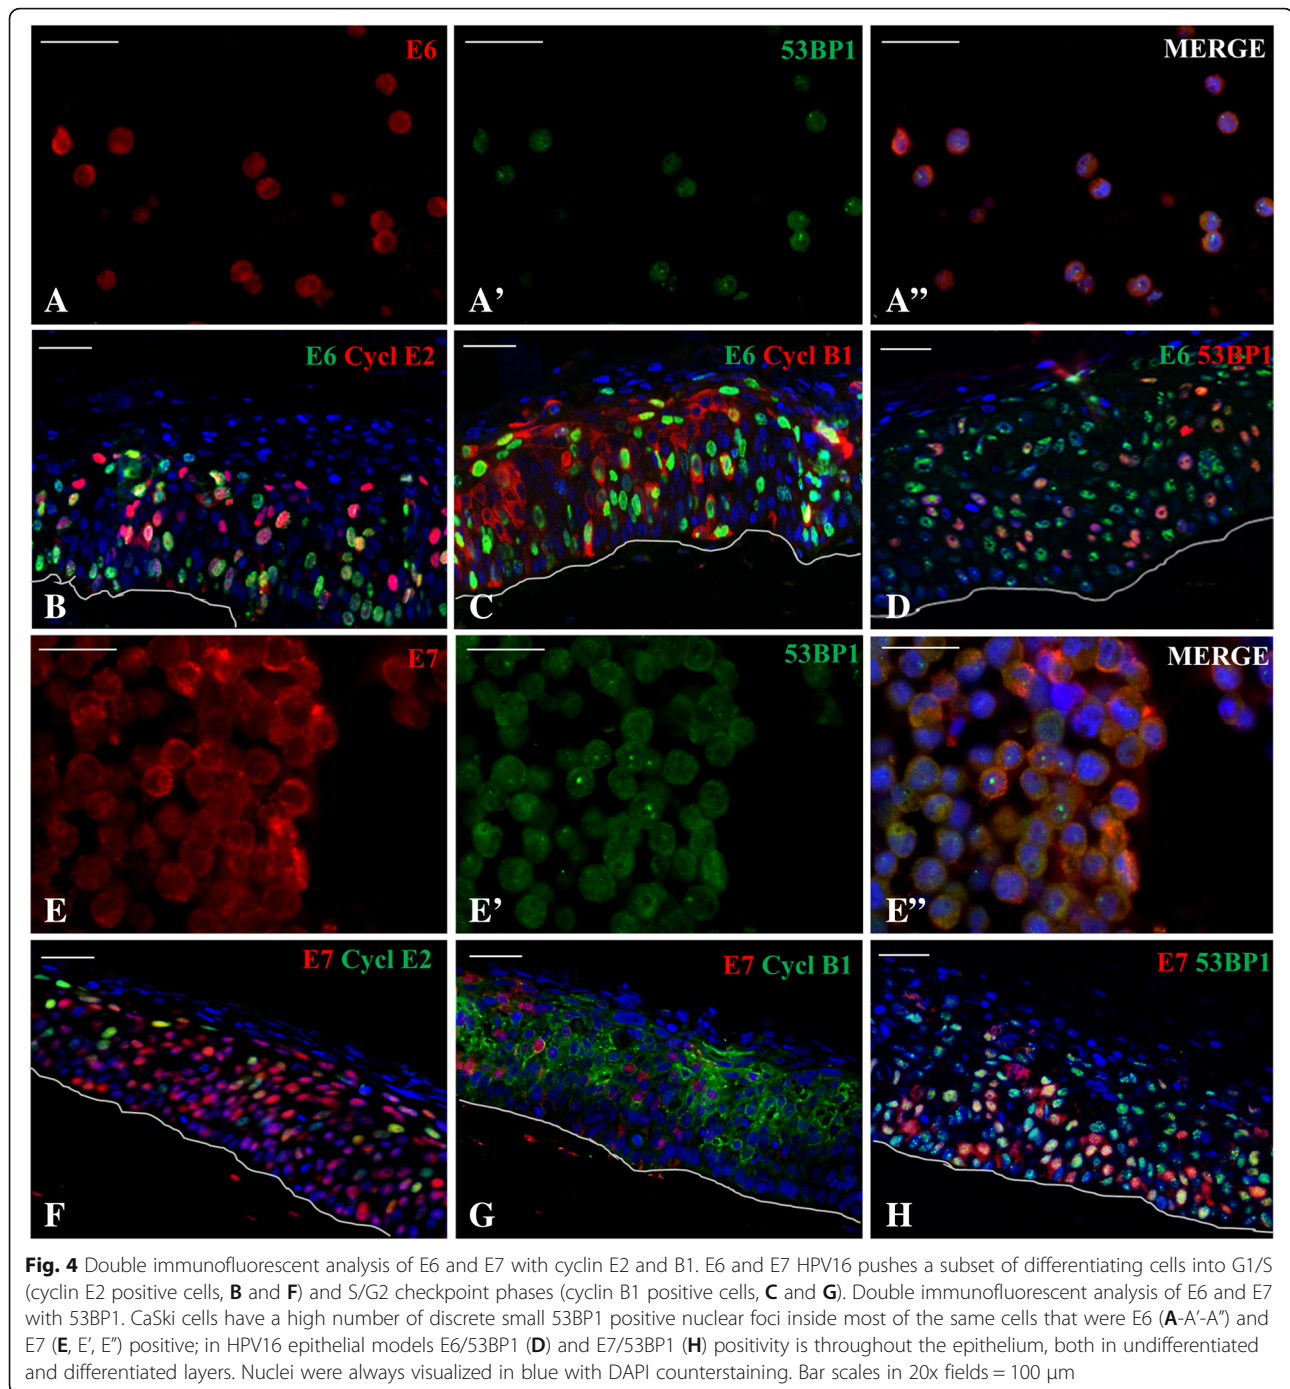 E6
53BP1
MERGE
A
A’
A’’
E6 Cycl E2
E6 Cycl B1
E6 53BP1
B
C
D
E7
53BP1
MERGE
E
E’
E’’
E7 Cycl E2
E7 Cycl B1
E7 53BP1
F
G
H
Fig. 4 Double immunofluorescent analysis of E6 and E7 with cyclin E2 and B1. E6 and E7 HPV16 pushes a subset of differentiating cells into G1/S
(cyclin E2 positive cells, B and F) and S/G2 checkpoint phases (cyclin B1 positive cells, C and G). Double immunofluorescent analysis of E6 and E7
with 53BP1. CaSki cells have a high number of discrete small 53BP1 positive nuclear foci inside most of the same cells that were E6 (A-A′-A″) and
E7 (E, E′, E″) positive; in HPV16 epithelial models E6/53BP1 (D) and E7/53BP1 (H) positivity is throughout the epithelium, both in undifferentiated
and differentiated layers. Nuclei were always visualized in blue with DAPI counterstaining. Bar scales in 20x fields = 100 μm